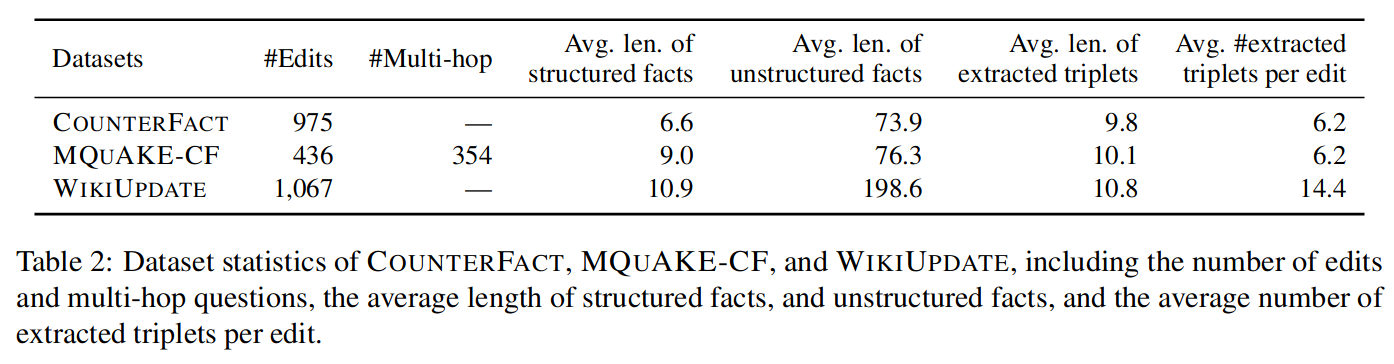 Datasets #Edits #Multi-hop Avg. len. of structured facts Avg. len. of unstructured facts Avg. len. of extracted triplets Avg. #extracted triplets per edit
COUNTERFACT 975 — 6.6 73.9 9.8 6.2
MQUAKE-CF 436 354 9.0 76.3 10.1 6.2
WIKIUPDATE 1,067 — 10.9 198.6 10.8 14.4
Table 2: Dataset statistics of COUNTERFACT, MQUAKE-CF, and WIKIUPDATE, including the number of edits
and multi-hop questions, the average length of structured facts, and unstructured facts, and the average number of
extracted triplets per edit.